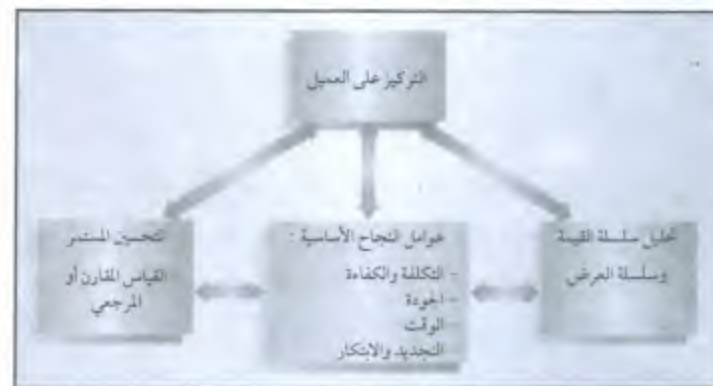 التركيز على العميل
تحليل سلسلة القيمة
وسلسلة العرض
عوامل النجاح الأساسية :
- التكلفة والكفاءة
- الجودة
- الوقت
- التجديد والابتكار
التحسين المستمر
القياس المقارن أو
المرجعي